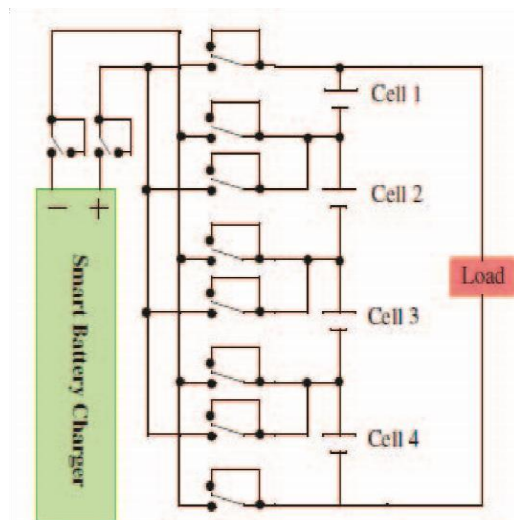 Cell 1
Cell 2
Load
Cell 3
Cell 4
− +
Smart Battery Charger